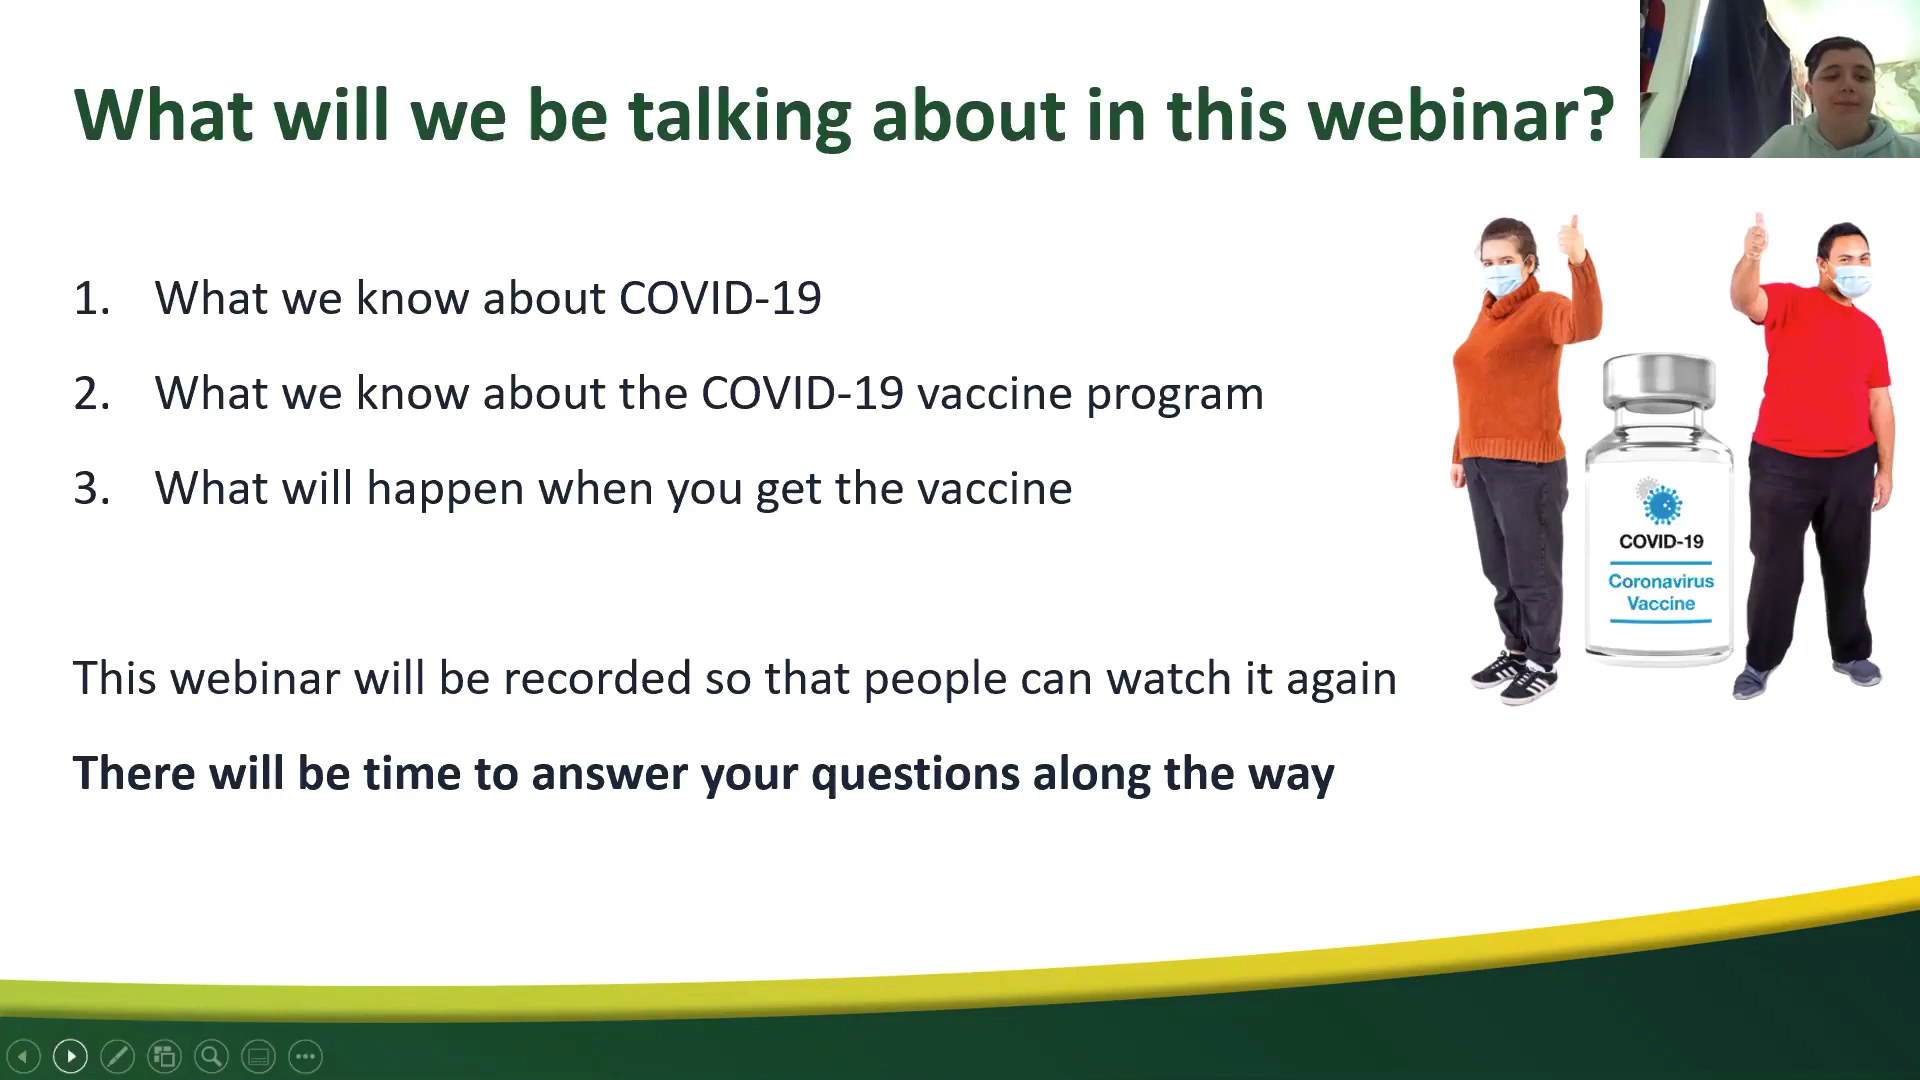 What will we be talking about in this webinar?
1. What we know about COVID-19
2. What we know about the COVID-19 vaccine program
3. What will happen when you get the vaccine
This webinar will be recorded so that people can watch it again
There will be time to answer your questions along the way
COVID-19
Coronavirus
Vaccine